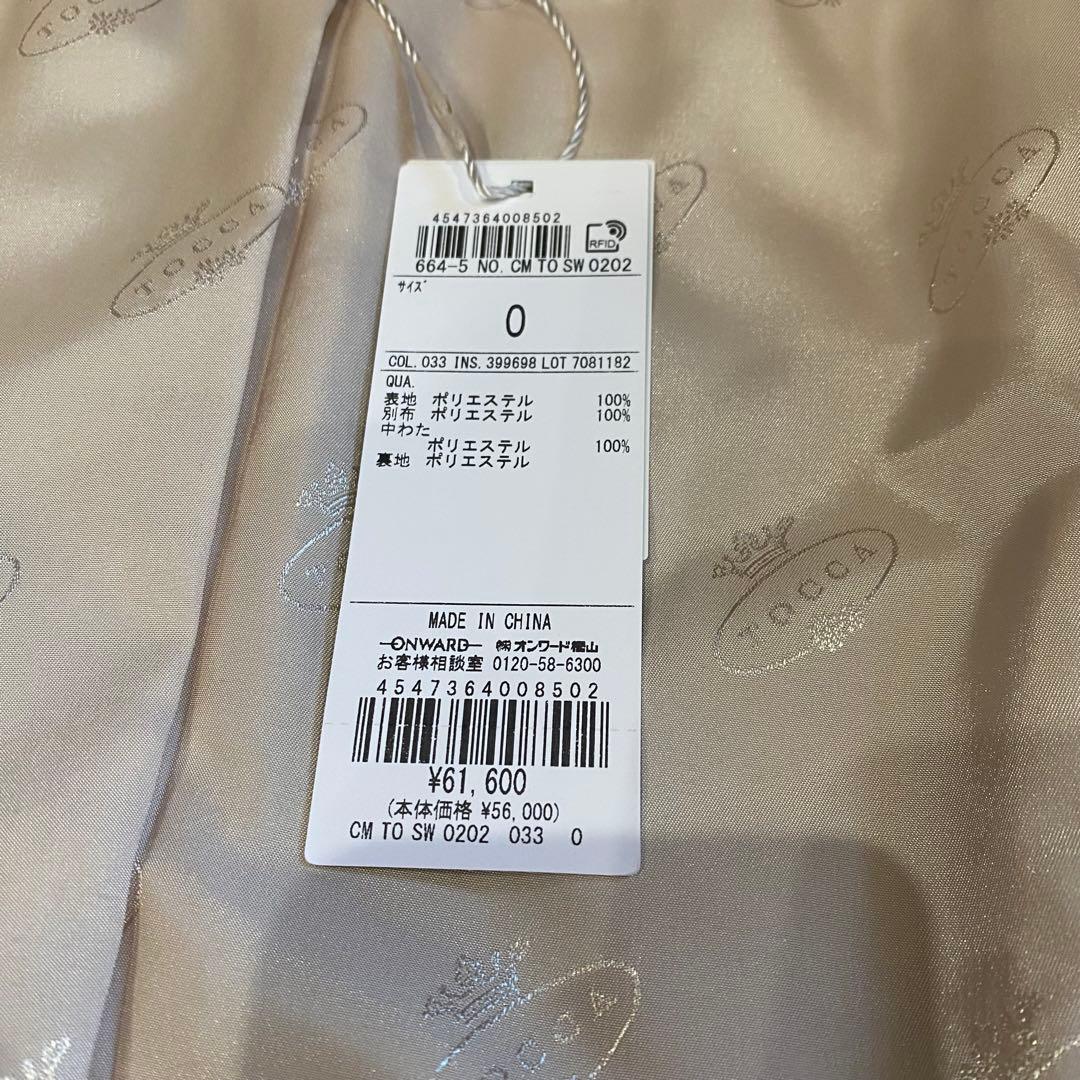 TOCCA
TOCCA
TOCCA
4547364008502
RFID
664-5 NO. CM TO SW 0202
サイズ
0
COL. 033 INS. 399698 LOT 7081182
QUA.
表地 ポリエステル 100%
別布 ポリエステル 100%
中わた
ポリエステル 100%
裏地 ポリエステル
TOCCA
MADE IN CHINA
ONWARD ㈱オンワード樫山
お客様相談室 0120-58-6300
4547364008502
¥61,600
(本体価格 ¥56,000)
CM TO SW 0202 033 0